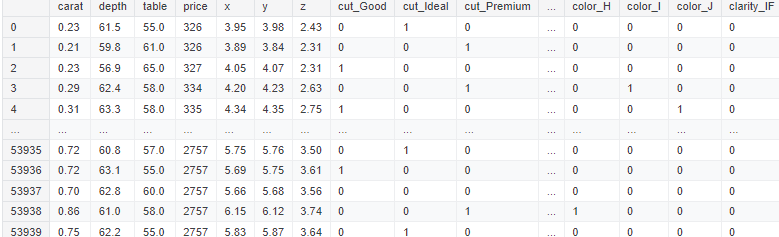 carat depth table price x y z cut_Good cut_Ideal cut_Premium ... color_H color_I color_J clarity_IF
0 0.23 61.5 55.0 326 3.95 3.98 2.43 0 1 0 ... 0 0 0 0
1 0.21 59.8 61.0 326 3.89 3.84 2.31 0 0 1 ... 0 0 0 0
2 0.23 56.9 65.0 327 4.05 4.07 2.31 1 0 0 ... 0 0 0 0
3 0.29 62.4 58.0 334 4.20 4.23 2.63 0 0 1 ... 0 1 0 0
4 0.31 63.3 58.0 335 4.34 4.35 2.75 1 0 0 ... 0 0 1 0
... ... ... ... ... ... ... ... ... ... ... ... ... ... ... ...
53935 0.72 60.8 57.0 2757 5.75 5.76 3.50 0 1 0 ... 0 0 0 0
53936 0.72 63.1 55.0 2757 5.69 5.75 3.61 1 0 0 ... 0 0 0 0
53937 0.70 62.8 60.0 2757 5.66 5.68 3.56 0 0 0 ... 0 0 0 0
53938 0.86 61.0 58.0 2757 6.15 6.12 3.74 0 0 1 ... 1 0 0 0
53939 0.75 62.2 55.0 2757 5.83 5.87 3.64 0 1 0 ... 0 0 0 0